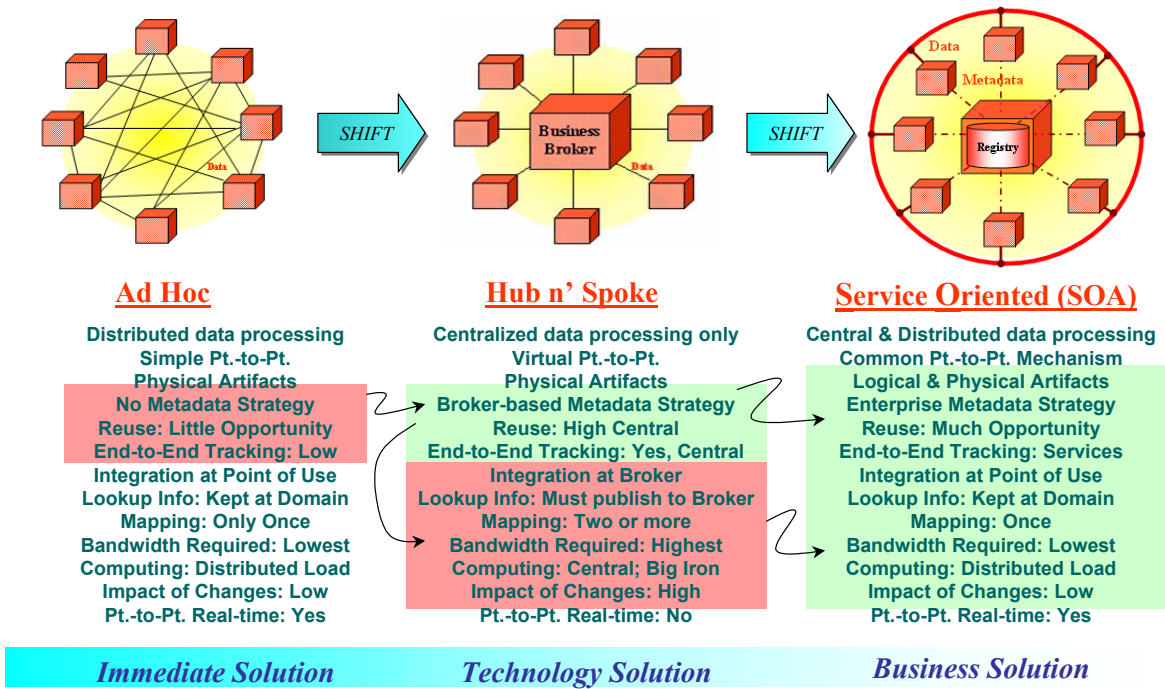 Data
SHIFT
Business
Broker
Data
SHIFT
Data
Metadata
Registry
Ad Hoc
Distributed data processing
Simple Pt.-to-Pt.
Physical Artifacts
No Metadata Strategy
Reuse: Little Opportunity
End-to-End Tracking: Low
Integration at Point of Use
Lookup Info: Kept at Domain
Mapping: Only Once
Bandwidth Required: Lowest
Computing: Distributed Load
Impact of Changes: Low
Pt.-to-Pt. Real-time: Yes
Hub n’ Spoke
Centralized data processing only
Virtual Pt.-to-Pt.
Physical Artifacts
Broker-based Metadata Strategy
Reuse: High Central
End-to-End Tracking: Yes, Central
Integration at Broker
Lookup Info: Must publish to Broker
Mapping: Two or more
Bandwidth Required: Highest
Computing: Central; Big Iron
Impact of Changes: High
Pt.-to-Pt. Real-time: No
Service Oriented (SOA)
Central & Distributed data processing
Common Pt.-to-Pt. Mechanism
Logical & Physical Artifacts
Enterprise Metadata Strategy
Reuse: Much Opportunity
End-to-End Tracking: Services
Integration at Point of Use
Lookup Info: Kept at Domain
Mapping: Once
Bandwidth Required: Lowest
Computing: Distributed Load
Impact of Changes: Low
Pt.-to-Pt. Real-time: Yes
Immediate Solution
Technology Solution
Business Solution